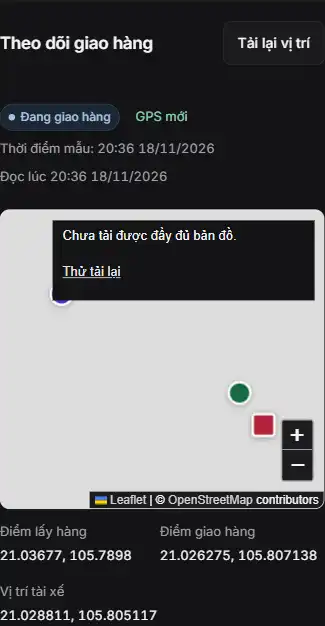 Theo dõi giao hàng
Tải lại vị trí
Đang giao hàng
GPS mới
Thời điểm mẫu: 20:36 18/11/2026
Đọc lúc 20:36 18/11/2026
Chưa tải được đầy đủ bản đồ.
Thử tải lại
+
−
Leaflet | © OpenStreetMap contributors
Điểm lấy hàng
Điểm giao hàng
21.03677, 105.7898
21.026275, 105.807138
Vị trí tài xế
21.028811, 105.805117